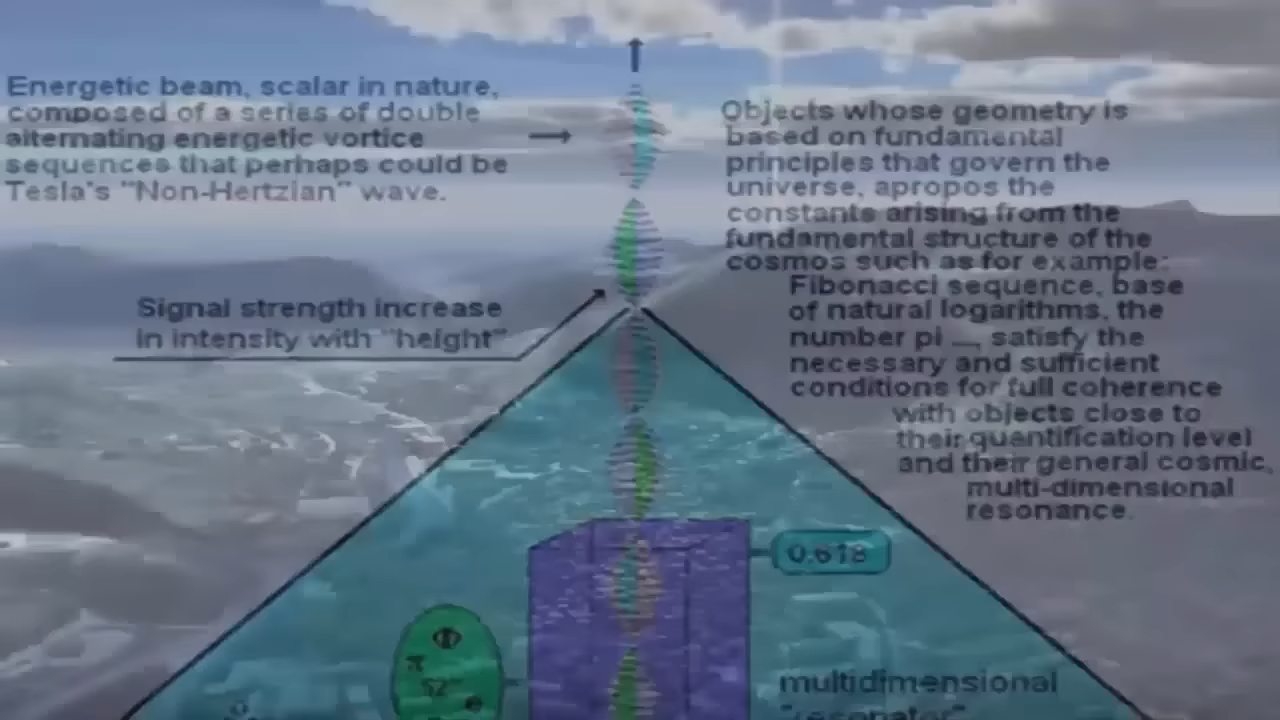 Energetic beam, scalar in nature,
composed of a series of double
alternating energetic vortice
sequences that perhaps could be
Tesla's "Non-Hertzian" wave.
Signal strength increase
in intensity with "height"
Objects whose geometry is
based on fundamental
principles that govern the
universe, apropos the
constants arising from the
fundamental structure of the
cosmos such as for example:
Fibonacci sequence, base
of natural logarithms, the
number pi ..., satisfy the
necessary and sufficient
conditions for full coherence
with objects close to
their quantification level
and their general cosmic,
multi-dimensional
resonance.
0.618
Φ
π
52°
e
multidimensional
"resonator"